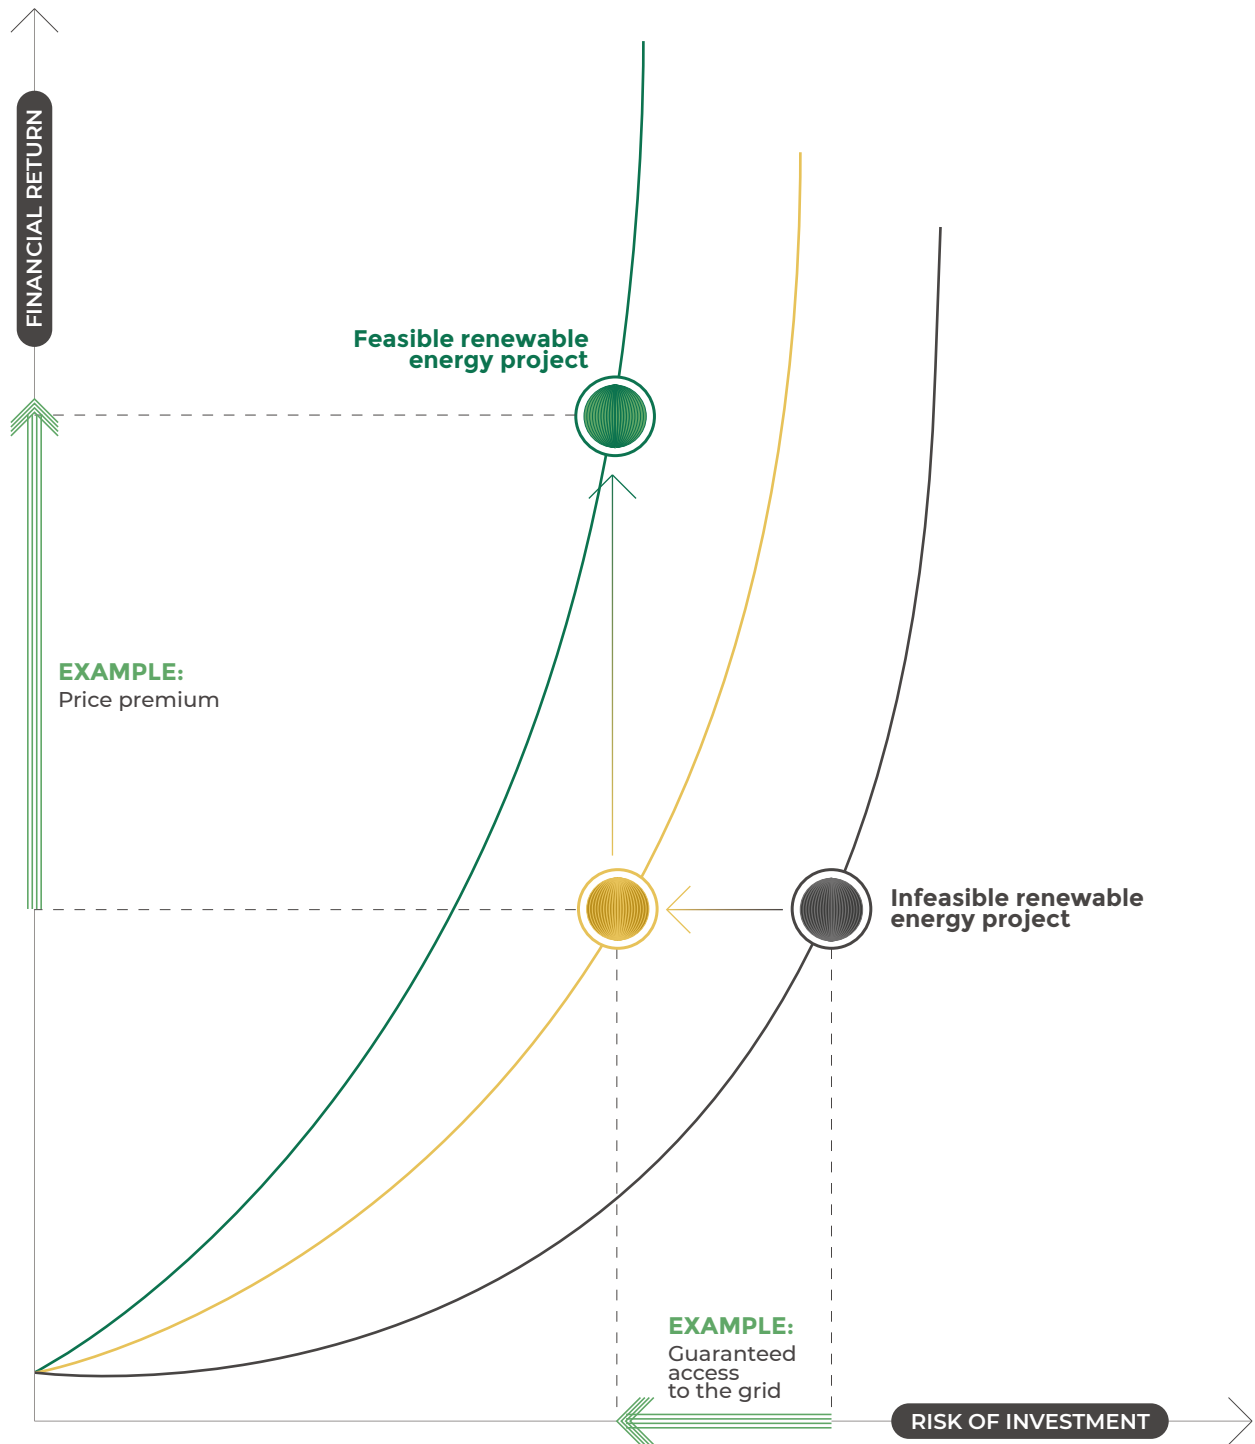 FINANCIAL RETURN
Feasible renewable
energy project
EXAMPLE:
Price premium
Infeasible renewable
energy project
EXAMPLE:
Guaranteed
access
to the grid
RISK OF INVESTMENT